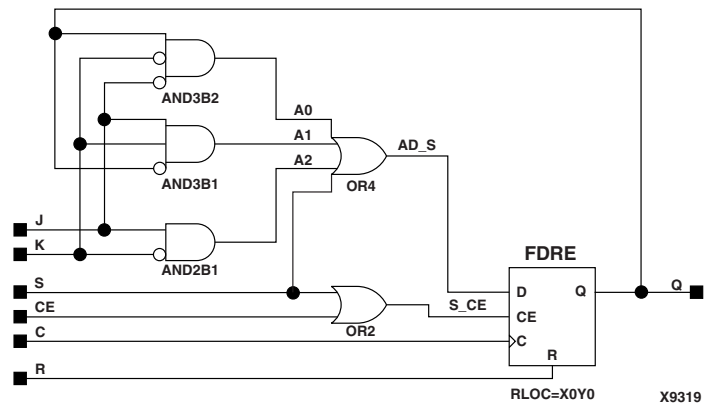 AND3B2
A0
A1
AD_S
AND3B1
A2
OR4
J
K
AND2B1
FDRE
S
D
Q
Q
CE
S_CE
CE
OR2
C
C
R
R
RLOC=X0Y0
X9319